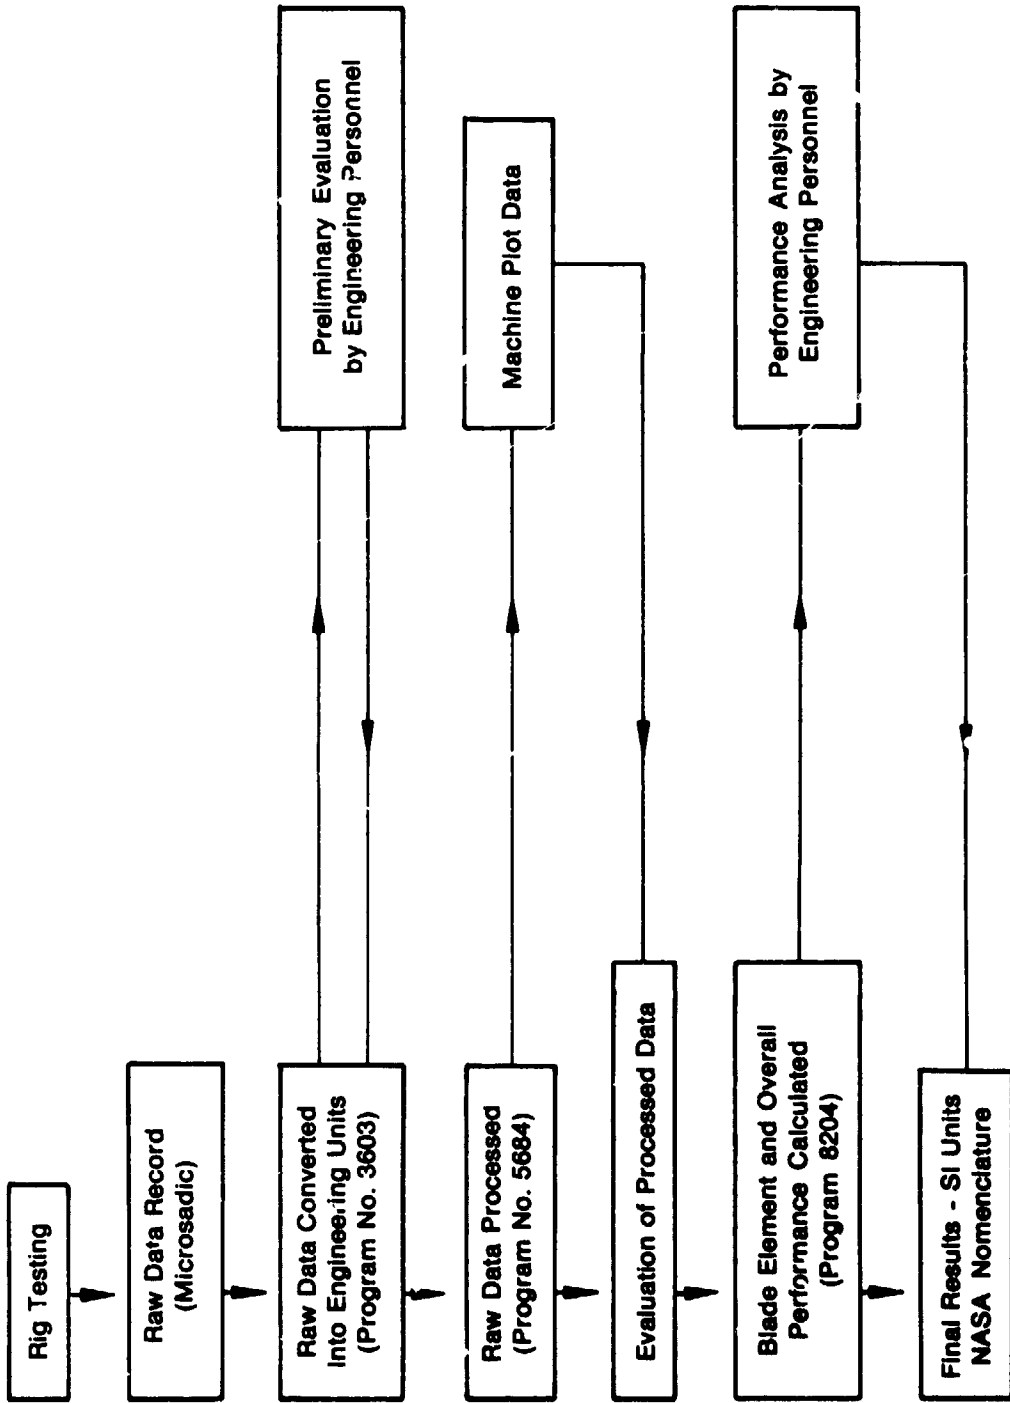 Rig Testing
Raw Data Record
(Microsadic)
Raw Data Converted
Into Engineering Units
(Program No. 3603)
Preliminary Evaluation
by Engineering Personnel
Raw Data Processed
(Program No. 5684)
Machine Plot Data
Evaluation of Processed Data
Blade Element and Overall
Performance Calculated
(Program 8204)
Performance Analysis by
Engineering Personnel
Final Results - SI Units
NASA Nomenclature